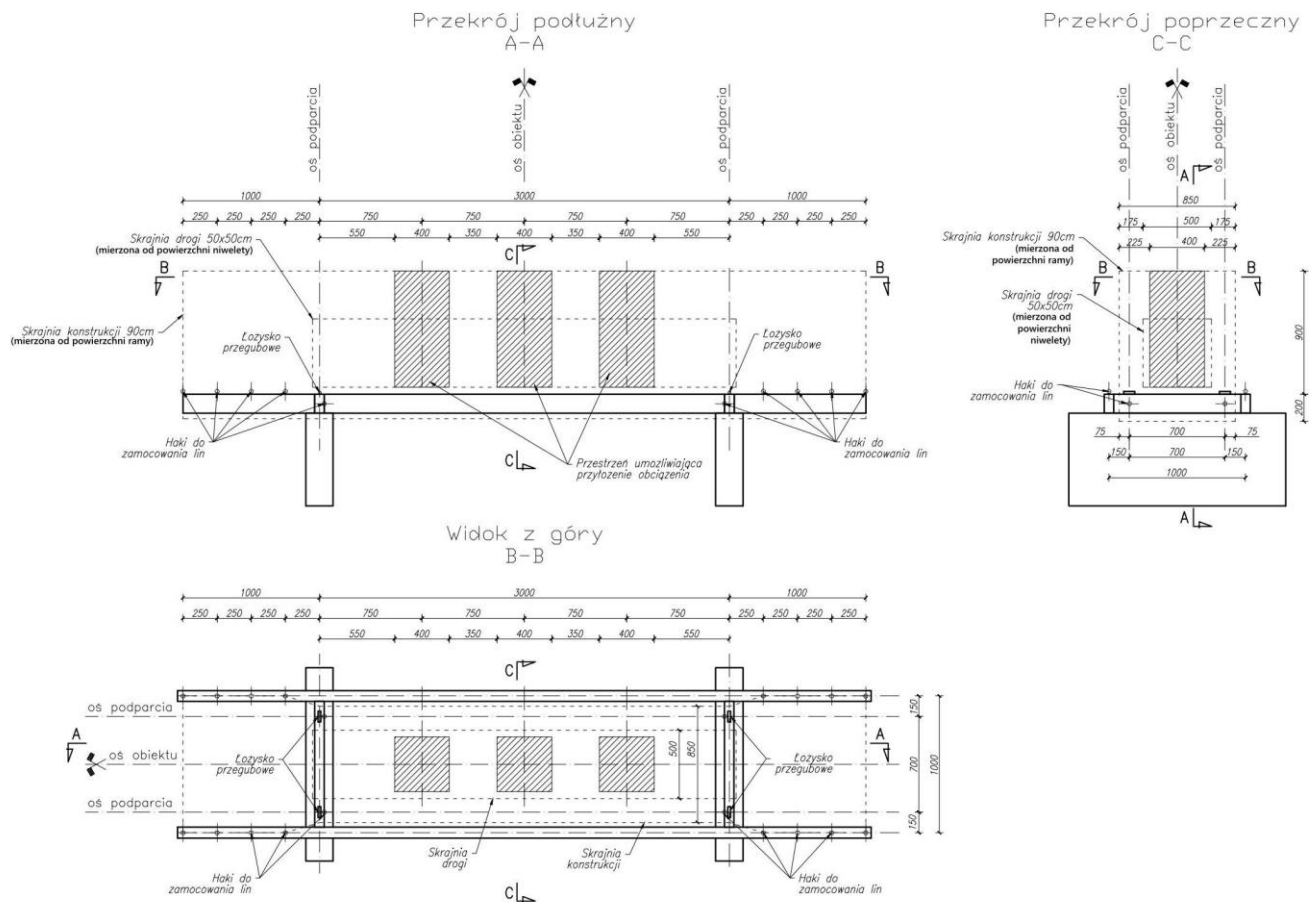 Przekrój podłużny
A-A
oś podparcia
oś obiektu
oś podparcia
1000
3000
1000
250
250
250
250
750
750
750
750
250
250
250
250
550
400
350
400
350
400
550
Skrajnia drogi 50x50cm
(mierzona od powierzchni niwelety)
C
B
B
Skrajnia konstrukcji 90cm
(mierzona od powierzchni ramy)
Łozysko
przegubowe
Łozysko
przegubowe
Haki do
zamocowania lin
C
Przestrzeń umozliwiająca
przyłozenie obciązenia
Haki do
zamocowania lin
Przekrój poprzeczny
C-C
oś podparcia
oś obiektu
oś podparcia
A
850
175
500
175
225
400
225
Skrajnia konstrukcji 90cm
(mierzona od
powierzchni ramy)
B
B
Skrajnia drogi
50x50cm
(mierzona od
powierzchni
niwelety)
900
Haki do
zamocowania lin
200
75
700
75
150
700
150
1000
A
Widok z góry
B-B
1000
3000
1000
250
250
250
250
750
750
750
750
250
250
250
250
550
400
350
400
350
400
550
C
oś podparcia
A
oś obiektu
oś podparcia
Łozysko
przegubowe
500
850
Łozysko
przegubowe
A
150
700
150
1000
Skrajnia
drogi
Skrajnia
konstrukcji
Haki do
zamocowania lin
C
Haki do
zamocowania lin